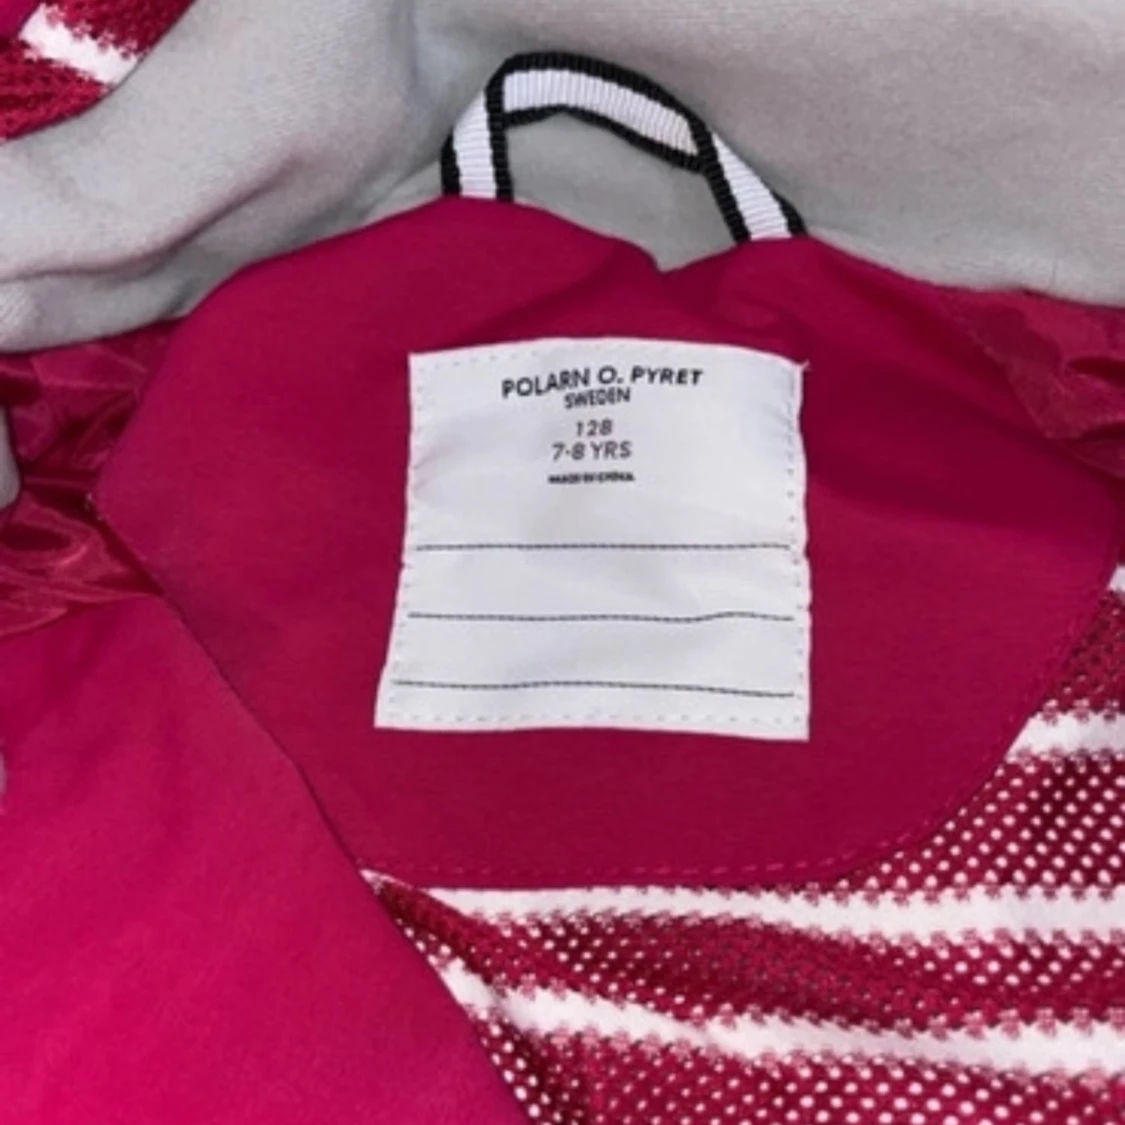 POLARN O. PYRET
SWEDEN
128
7-8 YRS
MADE IN CHINA